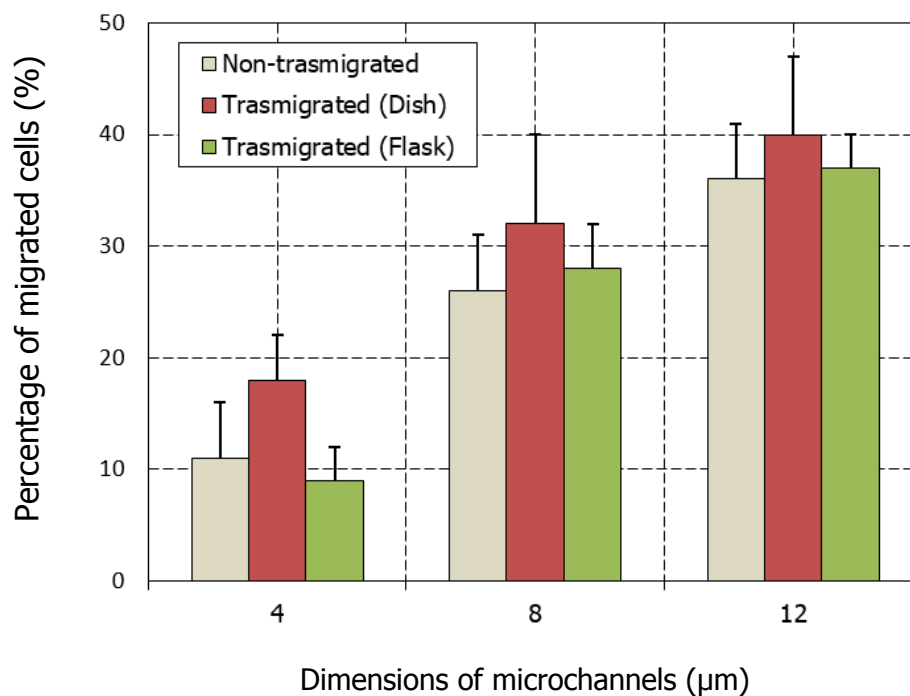 Percentage of migrated cells (%)
50
40
30
20
10
0
Non-trasmigrated
Trasmigrated (Dish)
Trasmigrated (Flask)
4
8
12
Dimensions of microchannels (µm)